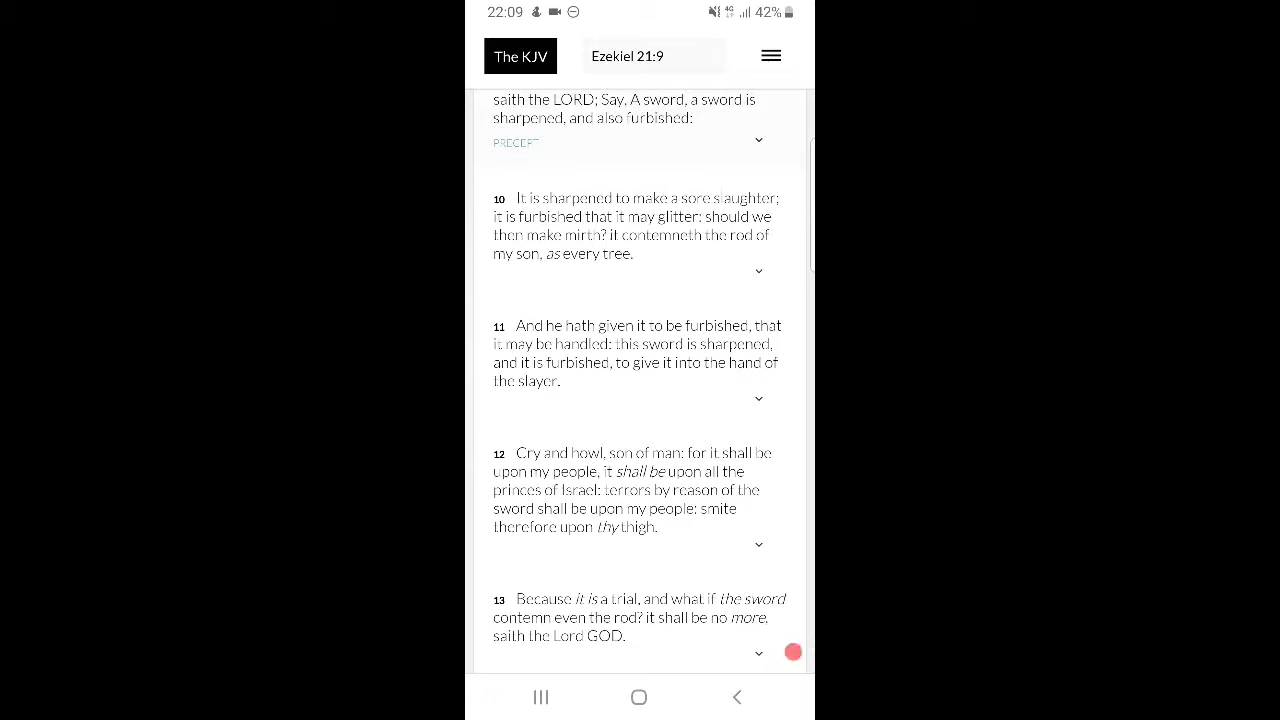 22:09
4G
42%
The KJV
Ezekiel 21:9
saith the LORD; Say, A sword, a sword is
sharpened, and also furbished:
PRECEPT
10 It is sharpened to make a sore slaughter;
it is furbished that it may glitter: should we
then make mirth? it contemneth the rod of
my son, as every tree.
11 And he hath given it to be furbished, that
it may be handled: this sword is sharpened,
and it is furbished, to give it into the hand of
the slayer.
12 Cry and howl, son of man: for it shall be
upon my people, it shall be upon all the
princes of Israel: terrors by reason of the
sword shall be upon my people: smite
therefore upon thy thigh.
13 Because it is a trial, and what if the sword
contemn even the rod? it shall be no more,
saith the Lord GOD.